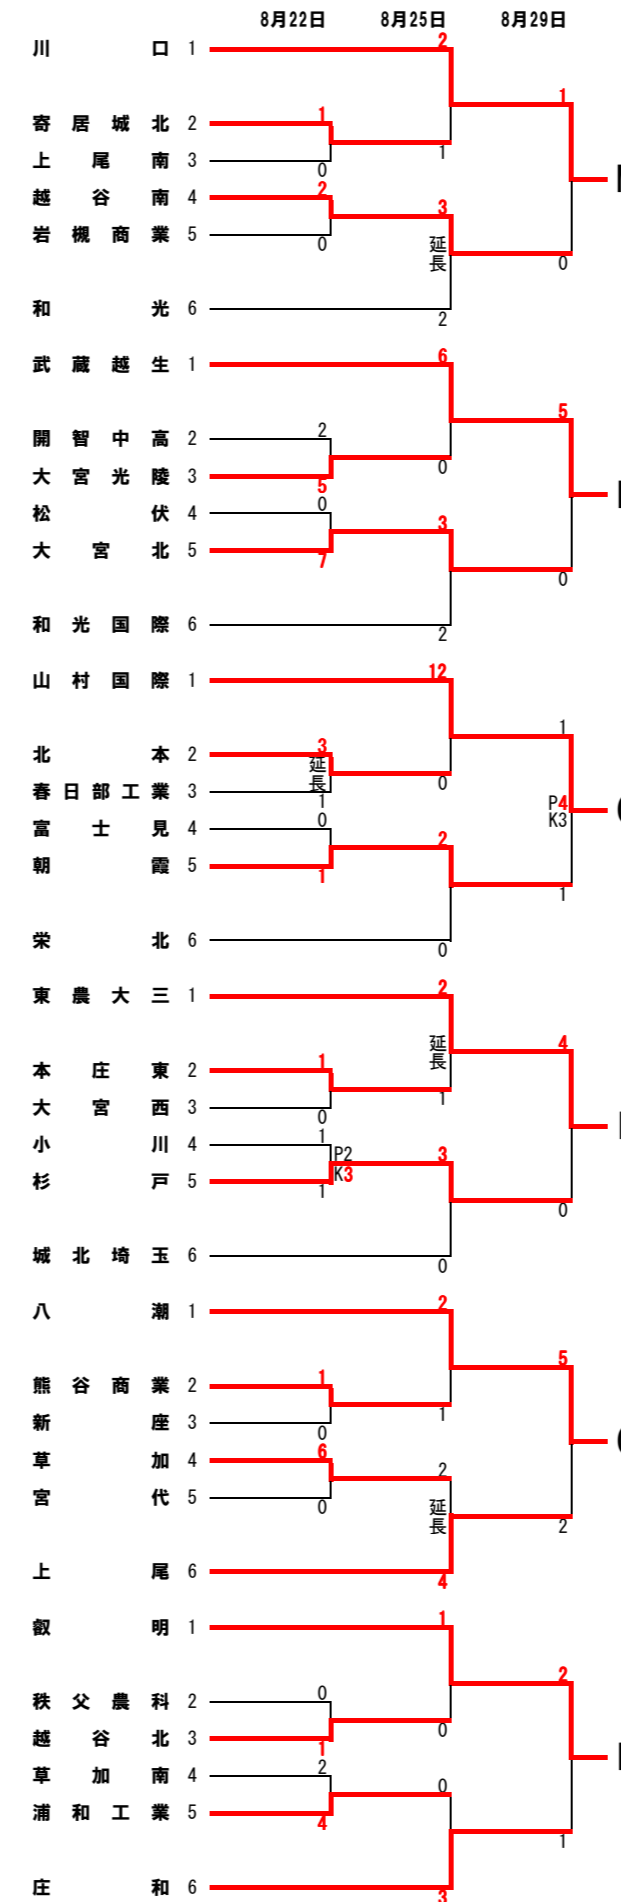 8月22日 8月25日 8月29日
川口 1 2
1
寄居城北 2 1
1
上尾南 3 0
越谷南 4 2
3
岩槻商業 5 0
延長
0
和光 6 2
武蔵越生 1 6
5
開智中高 2 2
0
大宮光陵 3 5
松伏 4 0
3
大宮北 5 7
0
和光国際 6 2
山村国際 1 12
1
北本 2 3
延長
0
春日部工業 3 1
P4
K3
富士見 4 0
2
朝霞 5 1
1
栄北 6 0
東農大三 1 2
延長
4
本庄東 2 1
1
大宮西 3 0
小川 4 1
P2
K3
3
杉戸 5 1
0
城北埼玉 6 0
八潮 1 2
5
熊谷商業 2 1
1
新座 3 0
草加 4 6
2
宮代 5 0
延長
2
上尾 6 4
叡明 1 1
2
秩父農科 2 0
0
越谷北 3 1
草加南 4 2
0
浦和工業 5 4
1
庄和 6 3